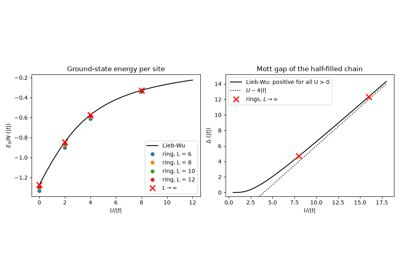 Ground-state energy per site
−0.2
−0.4
−0.6
−0.8
−1.0
−1.2
E₀/N (|t|)
0 2 4 6 8 10 12
U/|t|
Lieb-Wu
ring, L = 6
ring, L = 8
ring, L = 10
ring, L = 12
L → ∞
Mott gap of the half-filled chain
14
12
10
8
6
4
2
0
Δ (|t|)
0.0 2.5 5.0 7.5 10.0 12.5 15.0 17.5
U/|t|
Lieb-Wu: positive for all U > 0
U − 4|t|
rings, L → ∞